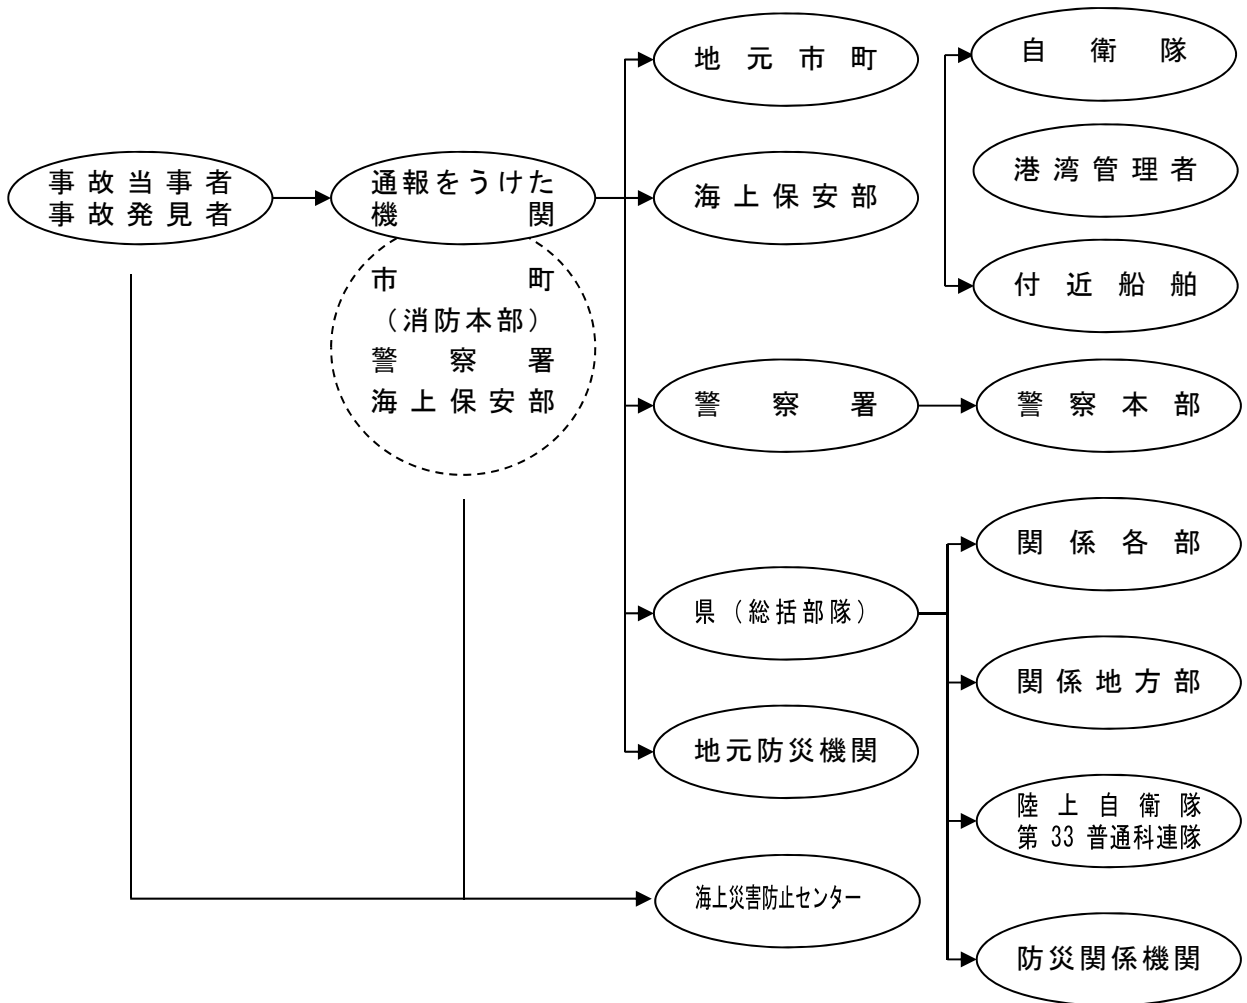 事故当事者
事故発見者
通報をうけた
機関
市町
（消防本部）
警察署
海上保安部
地元市町
海上保安部
警察署
県（総括部隊）
地元防災機関
海上災害防止センター
自衛隊
港湾管理者
付近船舶
警察本部
関係各部
関係地方部
陸上自衛隊
第 33 普通科連隊
防災関係機関